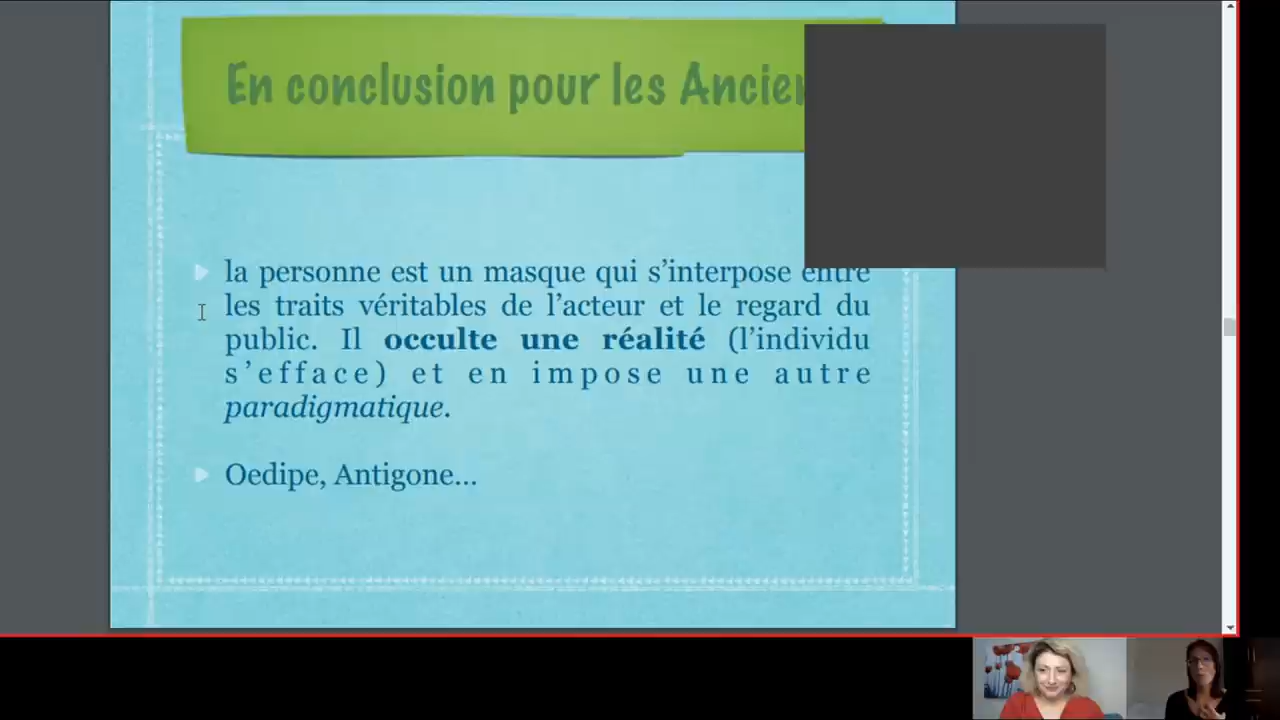 En conclusion pour les Ancien
la personne est un masque qui s’interpose entre
les traits véritables de l’acteur et le regard du
public. Il occulte une réalité (l’individu
s’efface) et en impose une autre
paradigmatique.
Oedipe, Antigone...